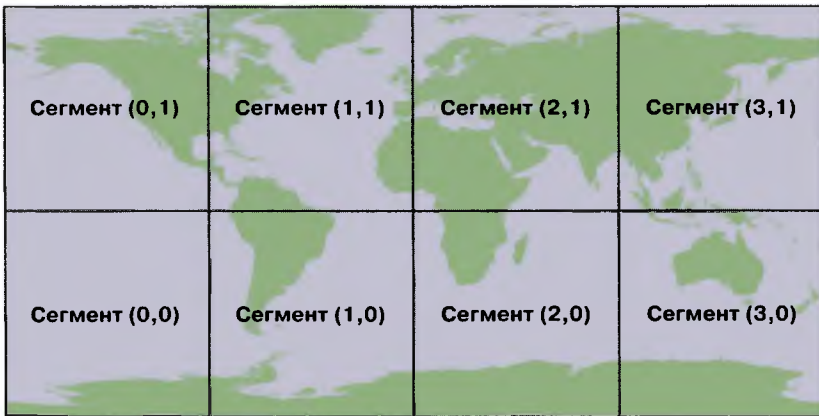 Сегмент (0,1) Сегмент (1,1) Сегмент (2,1) Сегмент (3,1)
Сегмент (0,0) Сегмент (1,0) Сегмент (2,0) Сегмент (3,0)